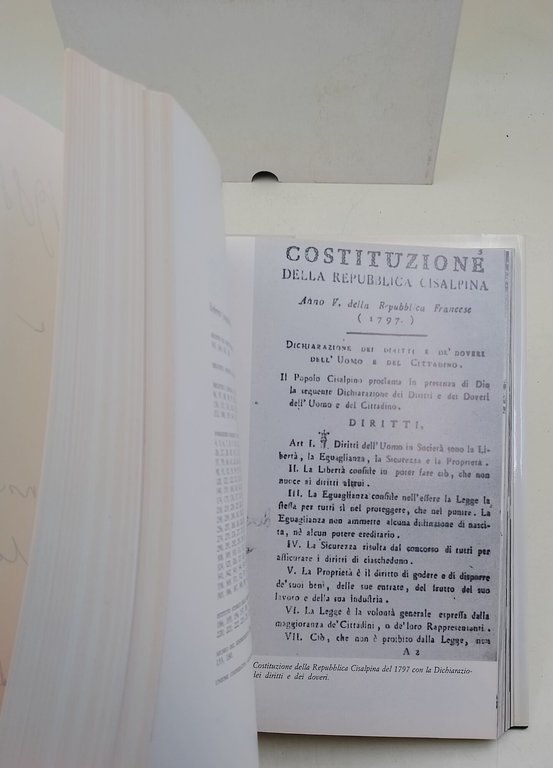 3
COSTITUZIONE
DELLA REPUBBLICA CISALPINA
Anno V. della Repubblica Francese
( 1797. )
DICHIARAZIONE DEI DIRITTI E DE' DOVERI
DELL' UOMO E DEL CITTADINO.
Il Popolo Cisalpino proclama in presenza di Dio
la seguente Dichiarazione dei Diritti e dei Doveri
dell' Uomo e del Cittadino.
DIRITTI.
Art I. Diritti dell' Uomo in Società sono la Li-
bertà, la Eguaglianza, la Sicurezza e la Proprietà.
II. La Libertà consiste in poter fare ciò, che non
nuoce ai diritti altrui.
III. La Eguaglianza consiste nell' essere la Legge la
stessa per tutti sì nel proteggere, che nel punire. La
Eguaglianza non ammette alcuna distinzione di nasci-
ta, nè alcun potere ereditario.
IV. La Sicurezza risulta dal concorso di tutti per
assicurare i diritti di ciascheduno.
V. La Proprietà è il diritto di godere e di disporre
de' suoi beni, delle sue entrate, del frutto del suo
lavoro e della sua industria.
VI. La Legge è la volontà generale espressa dalla
maggioranza de' Cittadini, o de' loro Rappresentanti.
VII. Ciò, che non è proibito dalla Legge, non
A 2
Costituzione della Repubblica Cisalpina del 1797 con la Dichiarazio-
dei diritti e dei doveri.